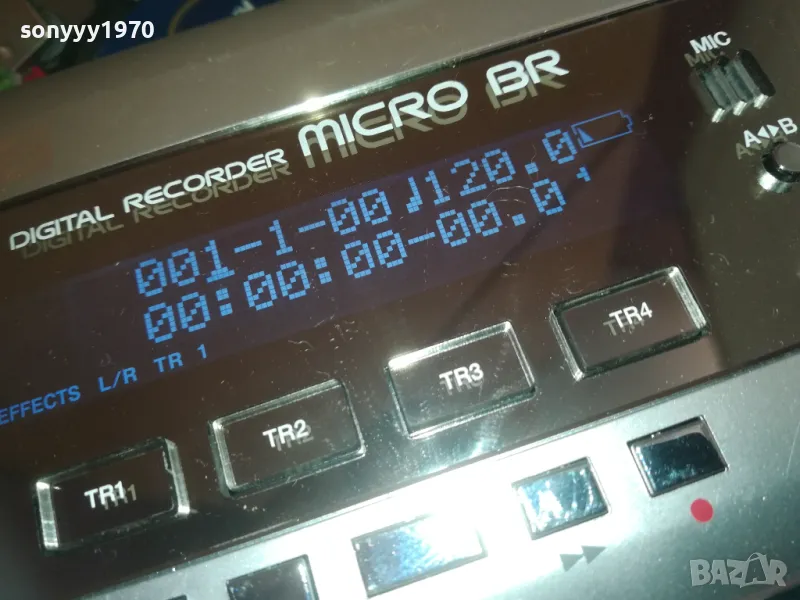 sonyyy1970
DIGITAL RECORDER MICRO BR
MIC
A◄►B
001-1-00 ♩120.0
00:00:00-00.0
EFFECTS L/R TR 1
TR1 TR2 TR3 TR4
BAZAR